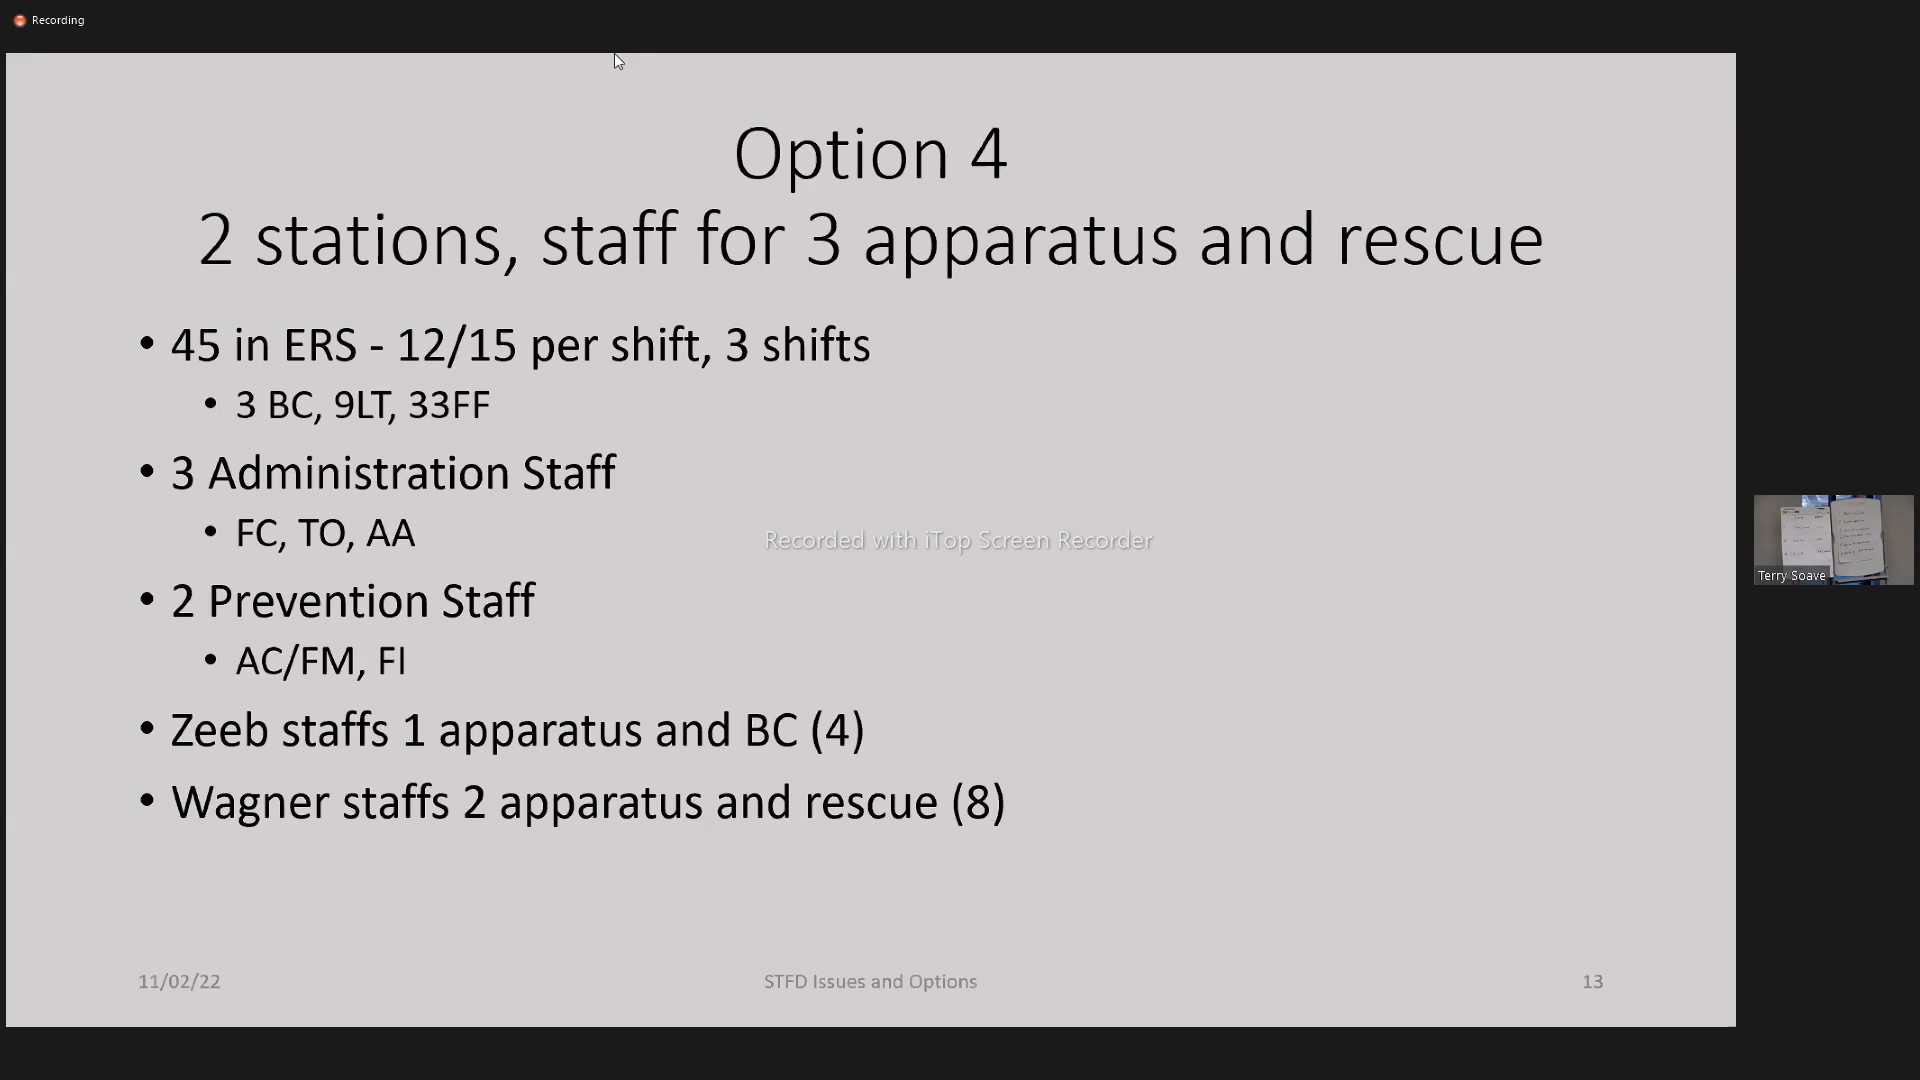 Recording
Option 4
2 stations, staff for 3 apparatus and rescue
• 45 in ERS - 12/15 per shift, 3 shifts
• 3 BC, 9LT, 33FF
• 3 Administration Staff
• FC, TO, AA
Recorded with iTop Screen Recorder
• 2 Prevention Staff
• AC/FM, FI
• Zeeb staffs 1 apparatus and BC (4)
• Wagner staffs 2 apparatus and rescue (8)
11/02/22
STFD Issues and Options
13
Terry Soave